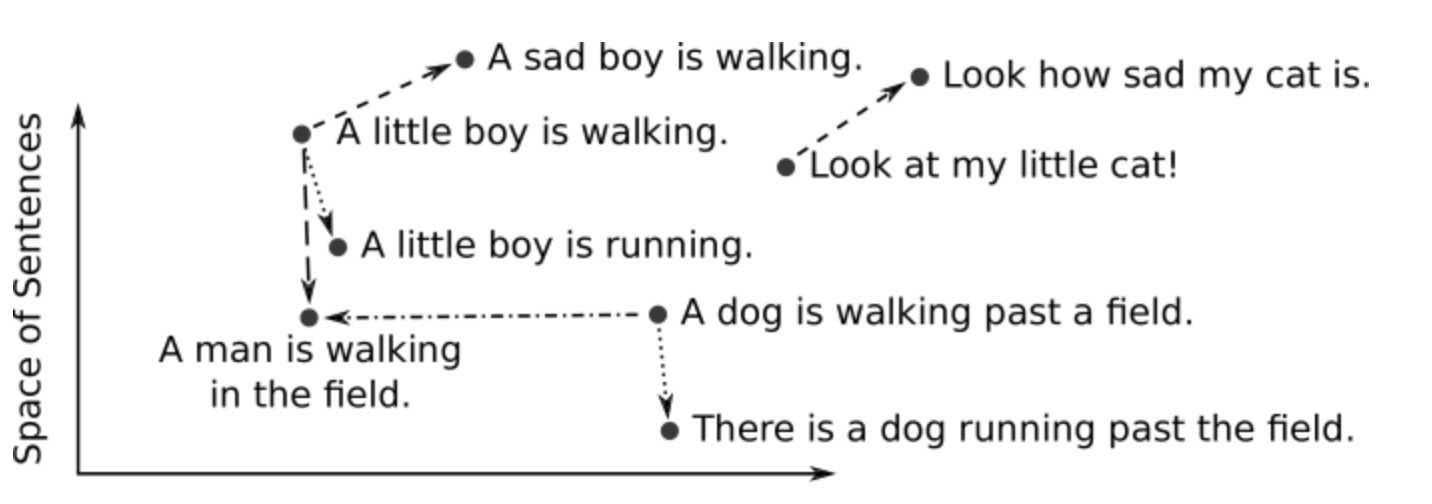 A sad boy is walking.
Look how sad my cat is.
A little boy is walking.
Look at my little cat!
A little boy is running.
A dog is walking past a field.
A man is walking
in the field.
There is a dog running past the field.
Space of Sentences